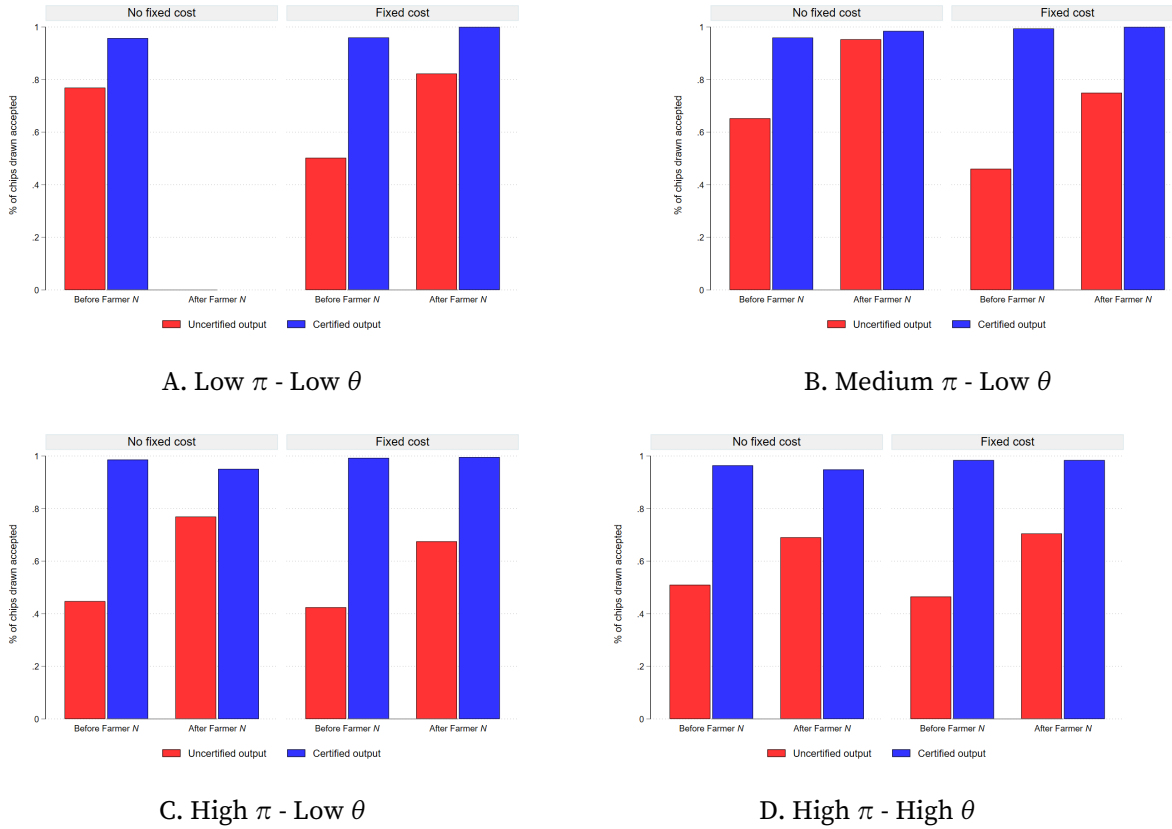 No fixed cost Fixed cost
% of chips drawn accepted
1
.8
.6
.4
.2
0
Before Farmer N After Farmer N Before Farmer N After Farmer N
Uncertified output Certified output
A. Low π - Low θ
No fixed cost Fixed cost
% of chips drawn accepted
1
.8
.6
.4
.2
0
Before Farmer N After Farmer N Before Farmer N After Farmer N
Uncertified output Certified output
B. Medium π - Low θ
No fixed cost Fixed cost
% of chips drawn accepted
1
.8
.6
.4
.2
0
Before Farmer N After Farmer N Before Farmer N After Farmer N
Uncertified output Certified output
C. High π - Low θ
No fixed cost Fixed cost
% of chips drawn accepted
1
.8
.6
.4
.2
0
Before Farmer N After Farmer N Before Farmer N After Farmer N
Uncertified output Certified output
D. High π - High θ